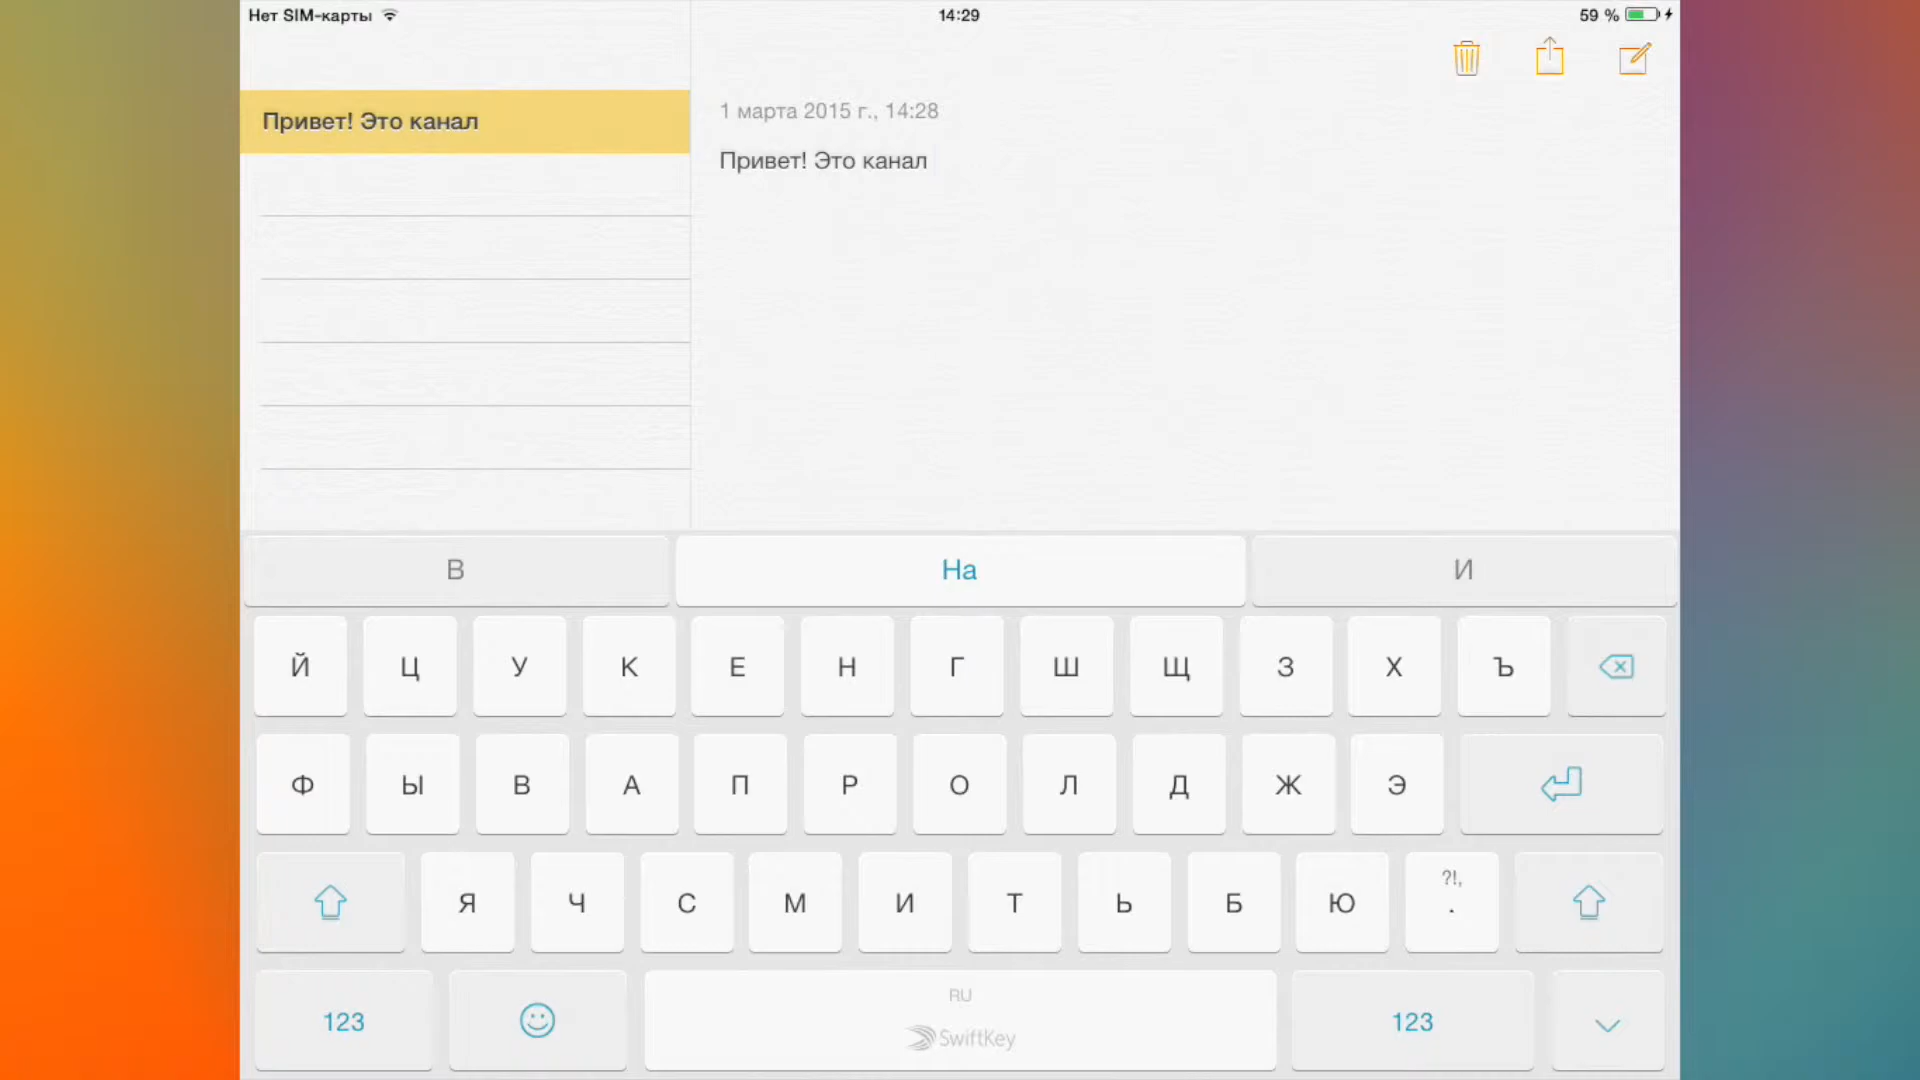 Нет SIM-карты
14:29
59 %
Привет! Это канал
1 марта 2015 г., 14:28
Привет! Это канал
В На И
Й Ц У К Е Н Г Ш Щ З Х Ъ
Ф Ы В А П Р О Л Д Ж Э
Я Ч С М И Т Ь Б Ю ?!, .
123 RU 123
SwiftKey